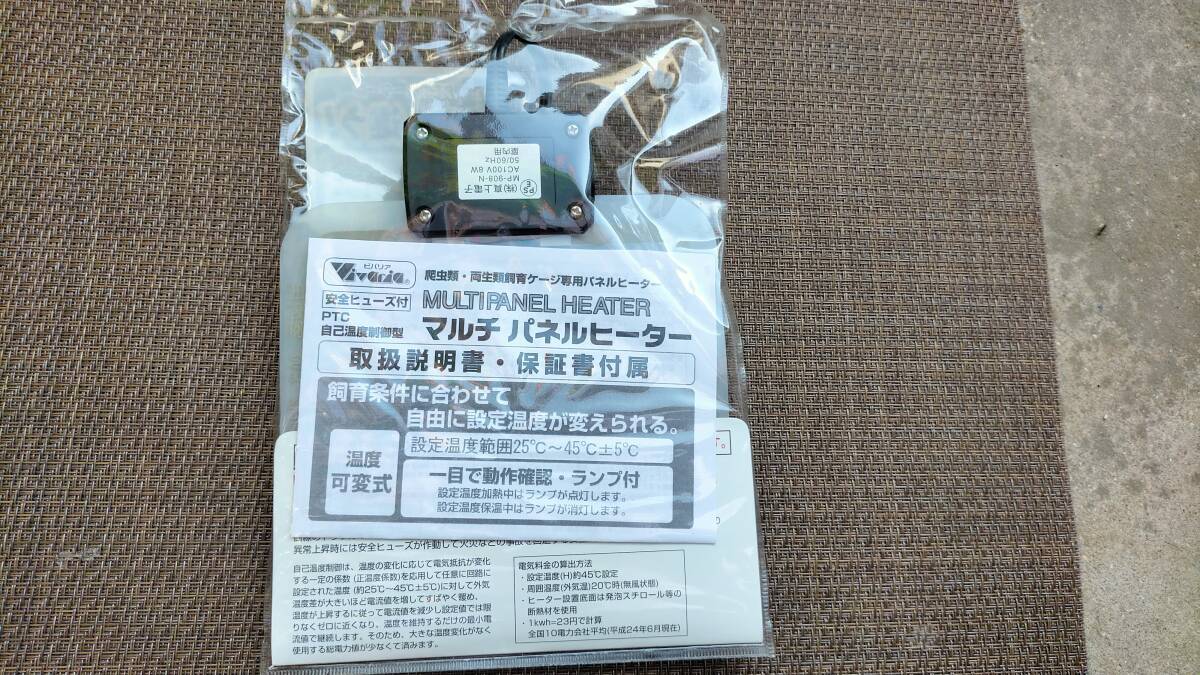 (株)貝上電子
MP-908-N
AC100V 8W
50/60Hz
屋内用
PS
E
ビバリア
Vivaria®
爬虫類・両生類飼育ケージ専用パネルヒーター
安全ヒューズ付
MULTI PANEL HEATER
PTC
自己温度制御型
マルチ パネルヒーター
取扱説明書・保証書付属
飼育条件に合わせて
自由に設定温度が変えられる。
温度
可変式
設定温度範囲25℃〜45℃±5℃
一目で動作確認・ランプ付
設定温度加熱中はランプが点灯します。
設定温度保温中はランプが消灯します。
す。
異常上昇時には安全ヒューズが作動して火災などの事故を回避する
自己温度制御は、温度の変化に応じて電気抵抗が変化
する一定の係数 (正温度係数)を応用して任意に回路に
設定された温度 (約25℃〜45℃±5℃)に対して外気
温度差が大きいほど電流値を増してすばやく暖め、
温度が上昇するに従って電流値を減少し設定値では限
りなくゼロに近くなり、温度を維持するだけの最小電
流値で継続します。そのため、大きな温度変化がなく
使用する総電力値が少なくて済みます。
電気料金の算出方法
・設定温度(H)約45℃設定
・周囲温度(外気温)20℃時(無風状態)
・ヒーター設置底面は発泡スチロール等の
断熱材を使用
・1kwh=23円で計算
全国10電力会社平均(平成24年6月現在)